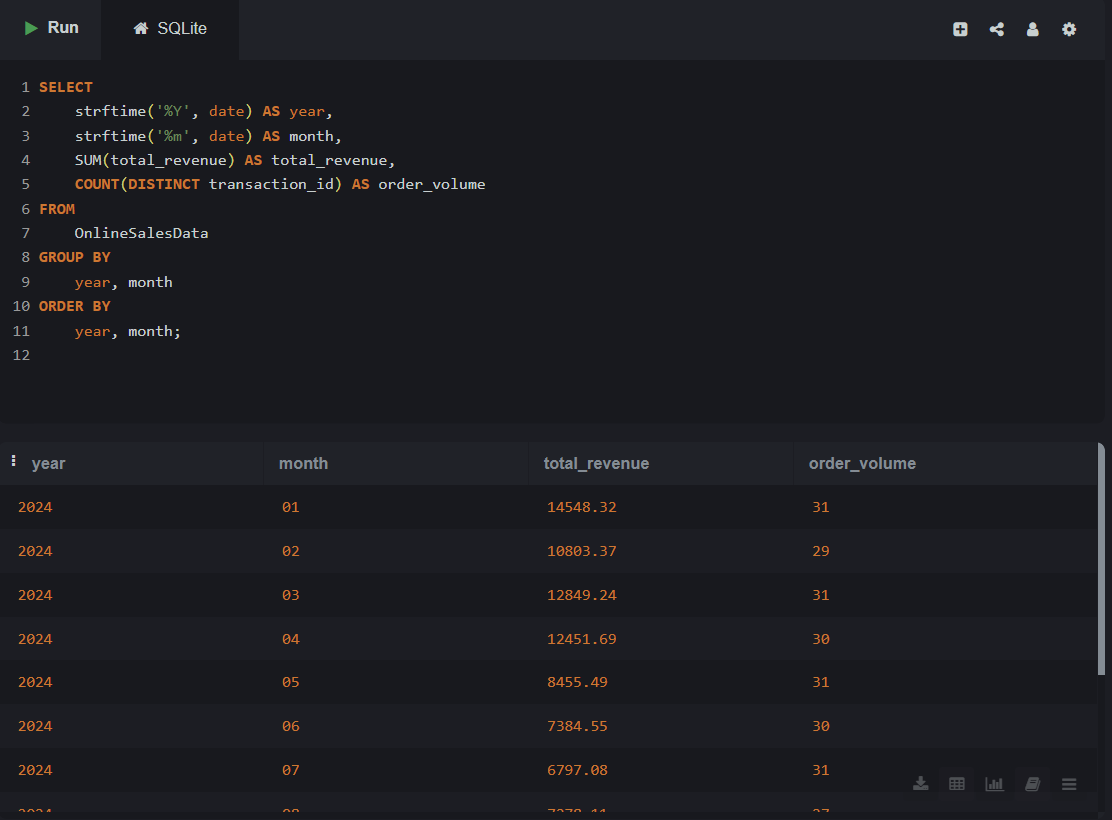 Run
SQLite
1 SELECT
2 strftime('%Y', date) AS year,
3 strftime('%m', date) AS month,
4 SUM(total_revenue) AS total_revenue,
5 COUNT(DISTINCT transaction_id) AS order_volume
6 FROM
7 OnlineSalesData
8 GROUP BY
9 year, month
10 ORDER BY
11 year, month;
12
year month total_revenue order_volume
2024 01 14548.32 31
2024 02 10803.37 29
2024 03 12849.24 31
2024 04 12451.69 30
2024 05 8455.49 31
2024 06 7384.55 30
2024 07 6797.08 31
2024